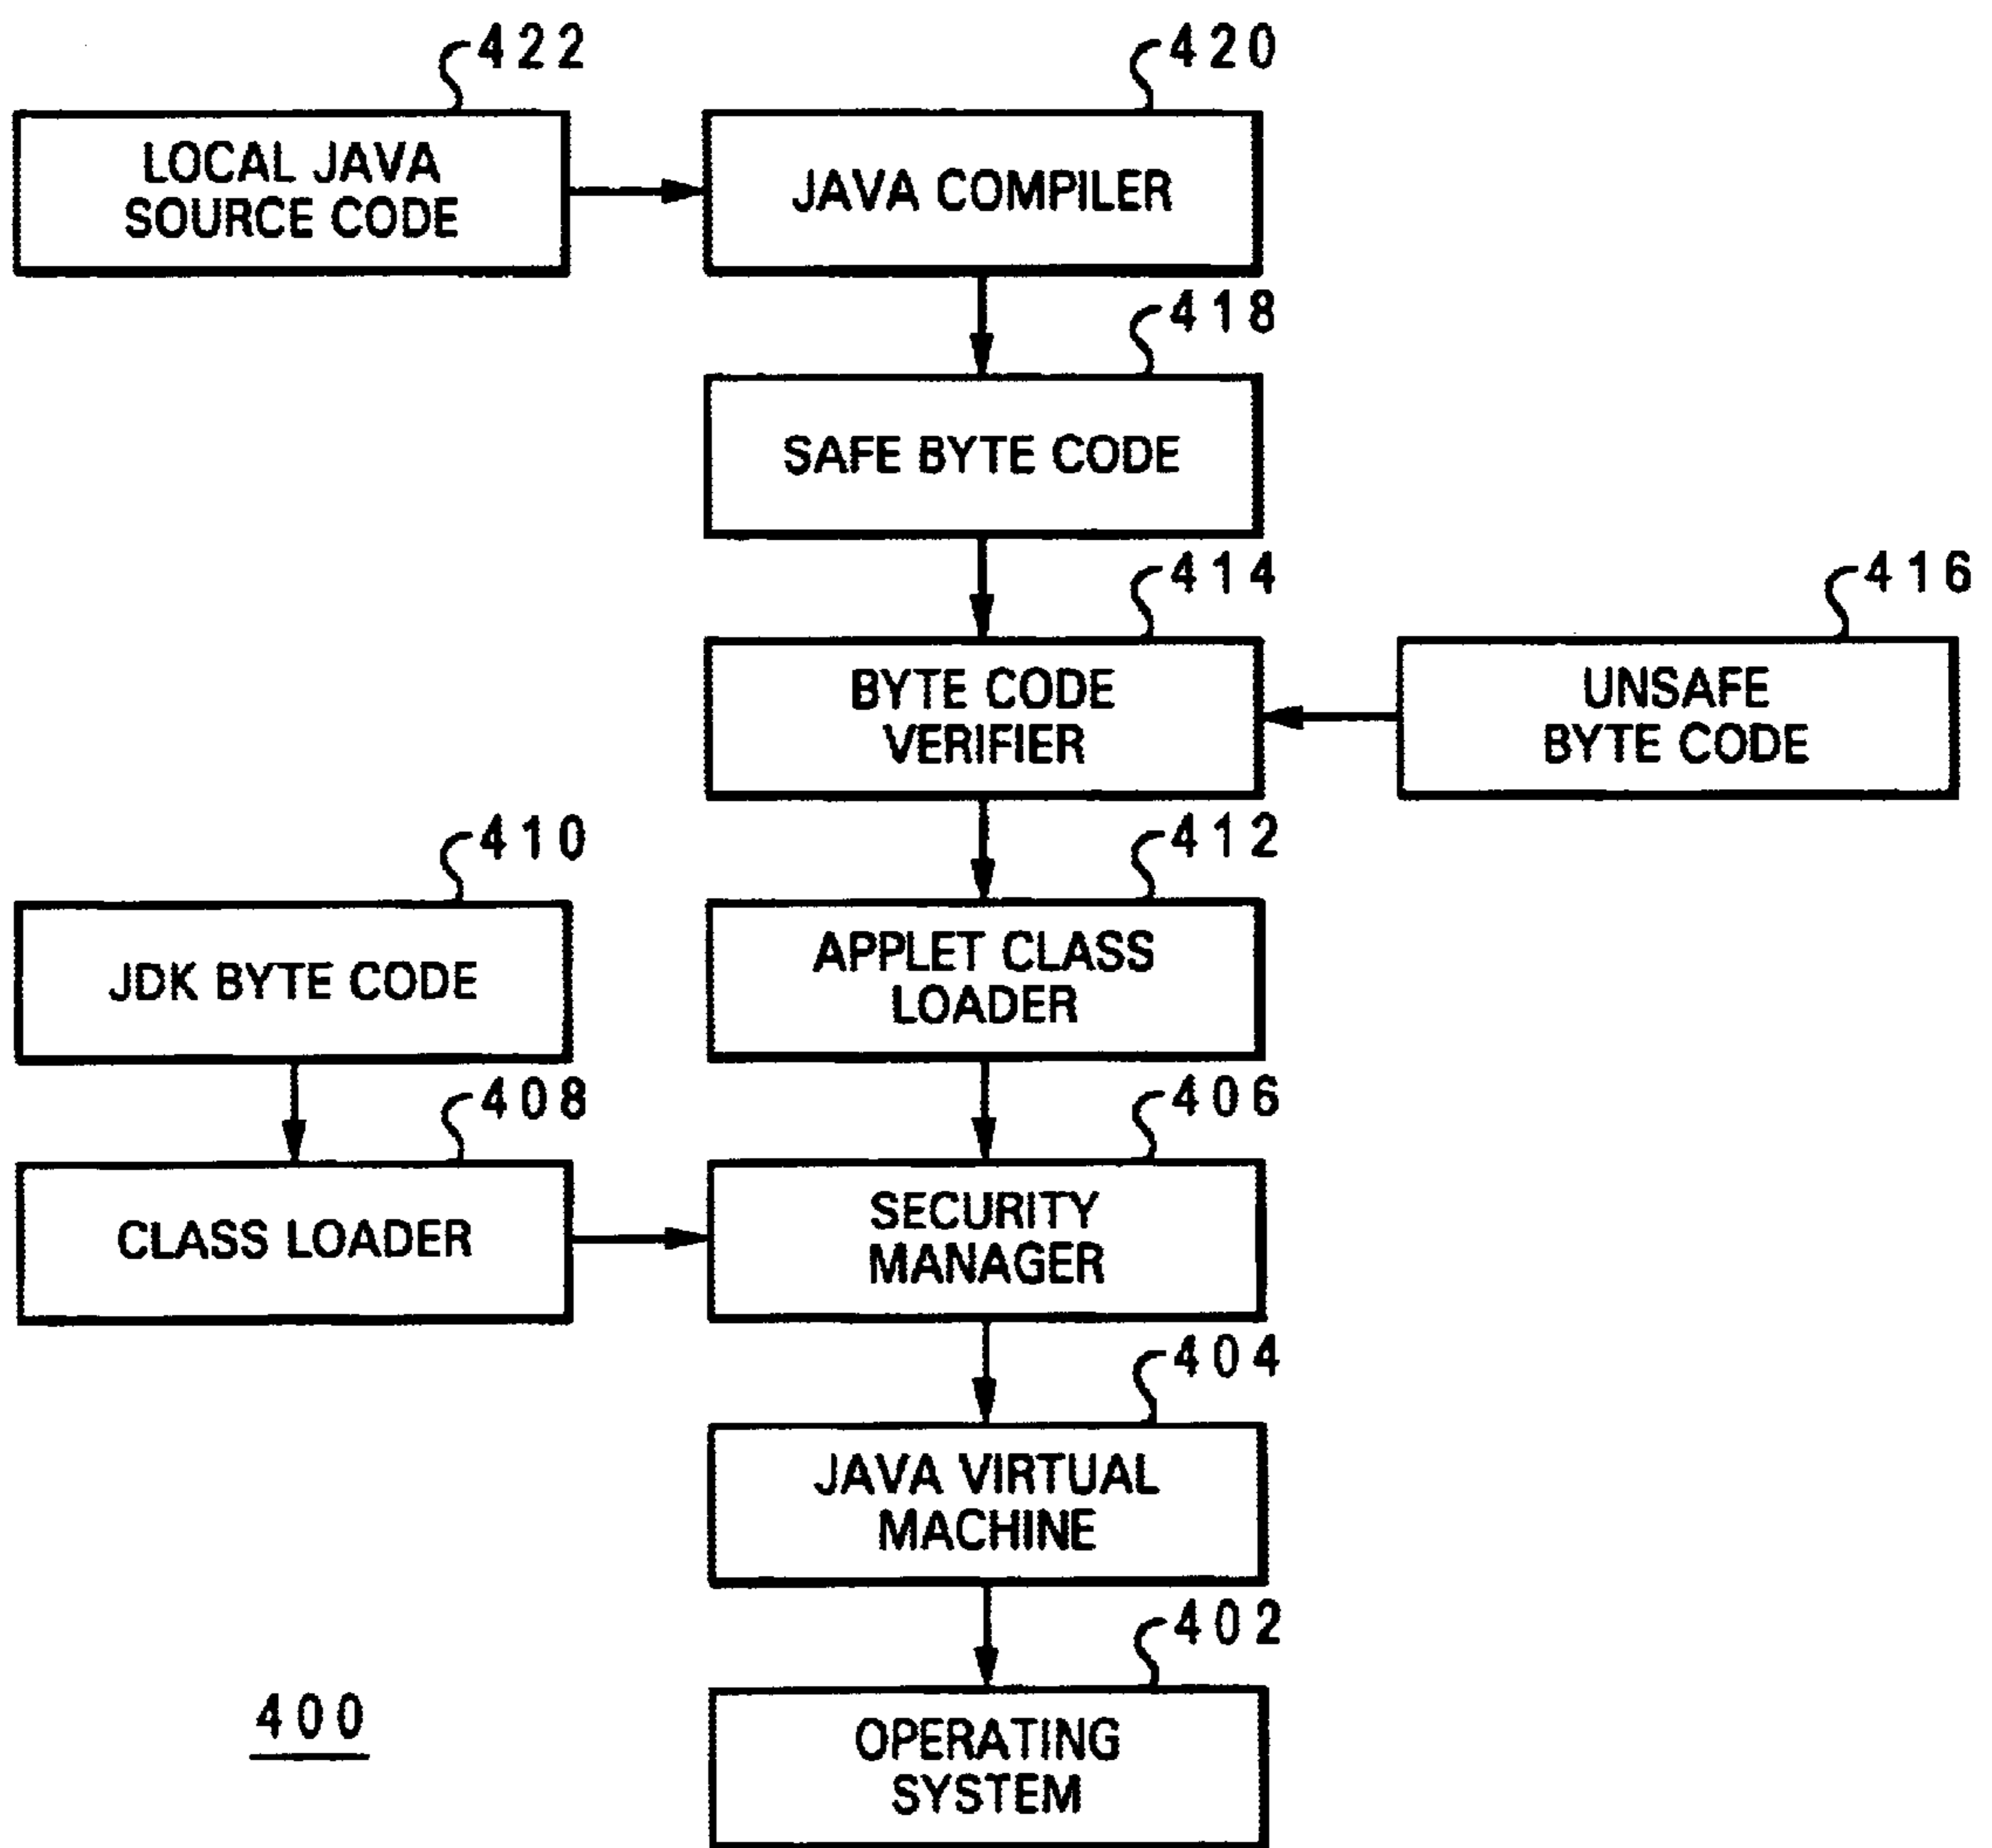 422
420
LOCAL JAVA
SOURCE CODE
JAVA COMPILER
418
SAFE BYTE CODE
414
416
BYTE CODE
VERIFIER
UNSAFE
BYTE CODE
410
412
JDK BYTE CODE
APPLET CLASS
LOADER
408
406
CLASS LOADER
SECURITY
MANAGER
404
JAVA VIRTUAL
MACHINE
402
400
OPERATING
SYSTEM